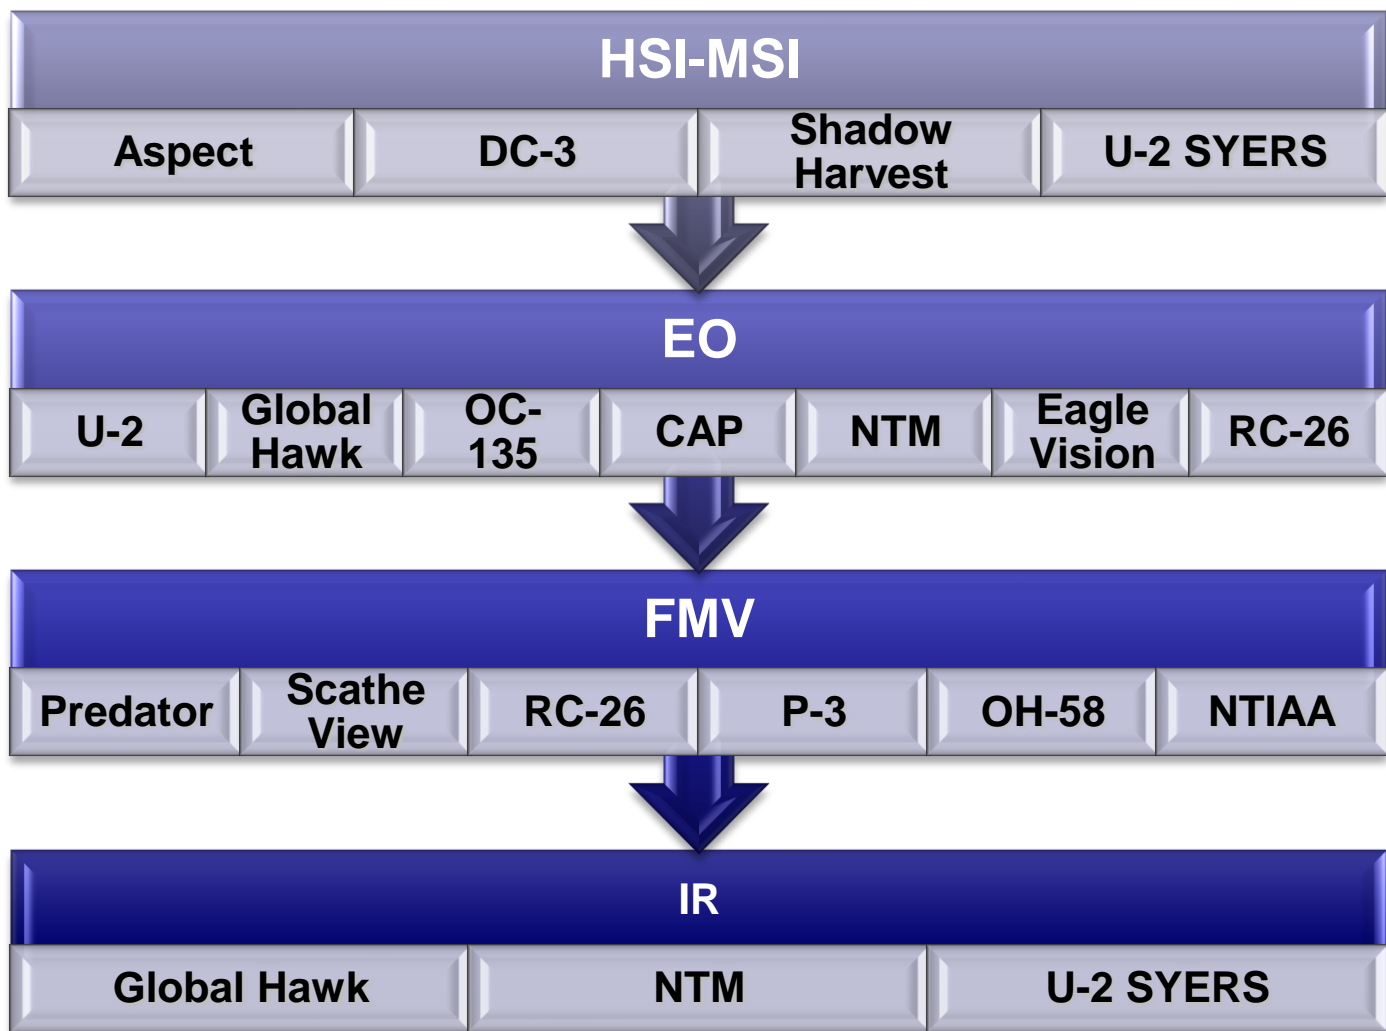 HSI-MSI
Aspect
DC-3
Shadow
Harvest
U-2 SYERS
EO
U-2
Global
Hawk
OC-
135
CAP
NTM
Eagle
Vision
RC-26
FMV
Predator
Scathe
View
RC-26
P-3
OH-58
NTIAA
IR
Global Hawk
NTM
U-2 SYERS